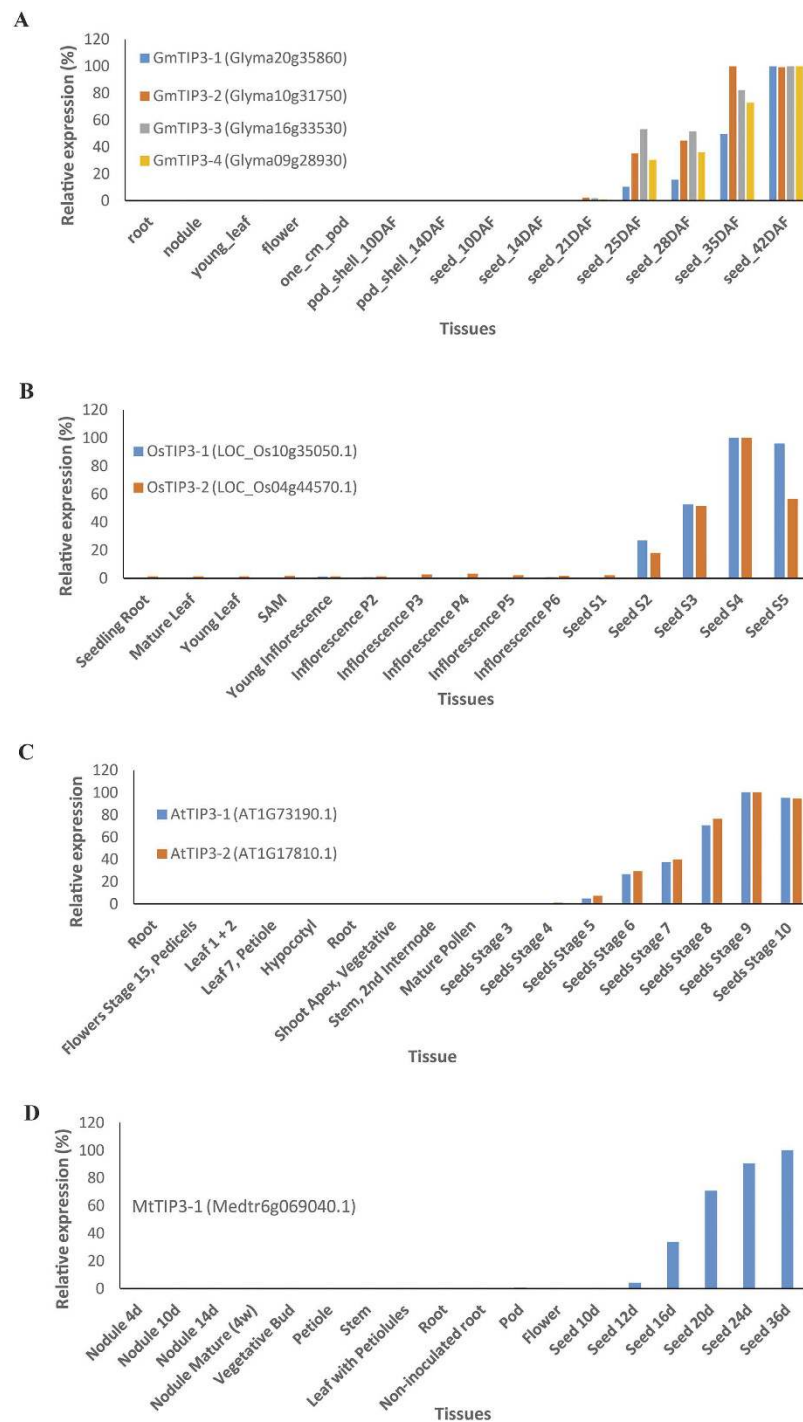 A
Relative expression (%)
120
100
80
60
40
20
0
GmTIP3-1 (Glyma20g35860)
GmTIP3-2 (Glyma10g31750)
GmTIP3-3 (Glyma16g33530)
GmTIP3-4 (Glyma09g28930)
root
nodule
young_leaf
flower
one_cm_pod
pod_shell_10DAF
pod_shell_14DAF
seed_10DAF
seed_14DAF
seed_21DAF
seed_25DAF
seed_28DAF
seed_35DAF
seed_42DAF
Tissues
B
Relative expression (%)
120
100
80
60
40
20
0
OsTIP3-1 (LOC_Os10g35050.1)
OsTIP3-2 (LOC_Os04g44570.1)
Seedling Root
Mature Leaf
Young Leaf
SAM
Young Inflorescence
Inflorescence P2
Inflorescence P3
Inflorescence P4
Inflorescence P5
Inflorescence P6
Seed S1
Seed S2
Seed S3
Seed S4
Seed S5
Tissues
C
Relative expression
120
100
80
60
40
20
0
AtTIP3-1 (AT1G73190.1)
AtTIP3-2 (AT1G17810.1)
Root
Flowers Stage 15, Pedicels
Leaf 1 + 2
Leaf 7, Petiole
Hypocotyl
Root
Shoot Apex, Vegetative
Stem, 2nd Internode
Mature Pollen
Seeds Stage 3
Seeds Stage 4
Seeds Stage 5
Seeds Stage 6
Seeds Stage 7
Seeds Stage 8
Seeds Stage 9
Seeds Stage 10
Tissue
D
Relative expression (%)
120
100
80
60
40
20
0
MtTIP3-1 (Medtr6g069040.1)
Nodule 4d
Nodule 10d
Nodule 14d
Nodule Mature (4w)
Vegetative Bud
Petiole
Stem
Leaf with Petiolules
Root
Non-inoculated root
Pod
Flower
Seed 10d
Seed 12d
Seed 16d
Seed 20d
Seed 24d
Seed 36d
Tissues